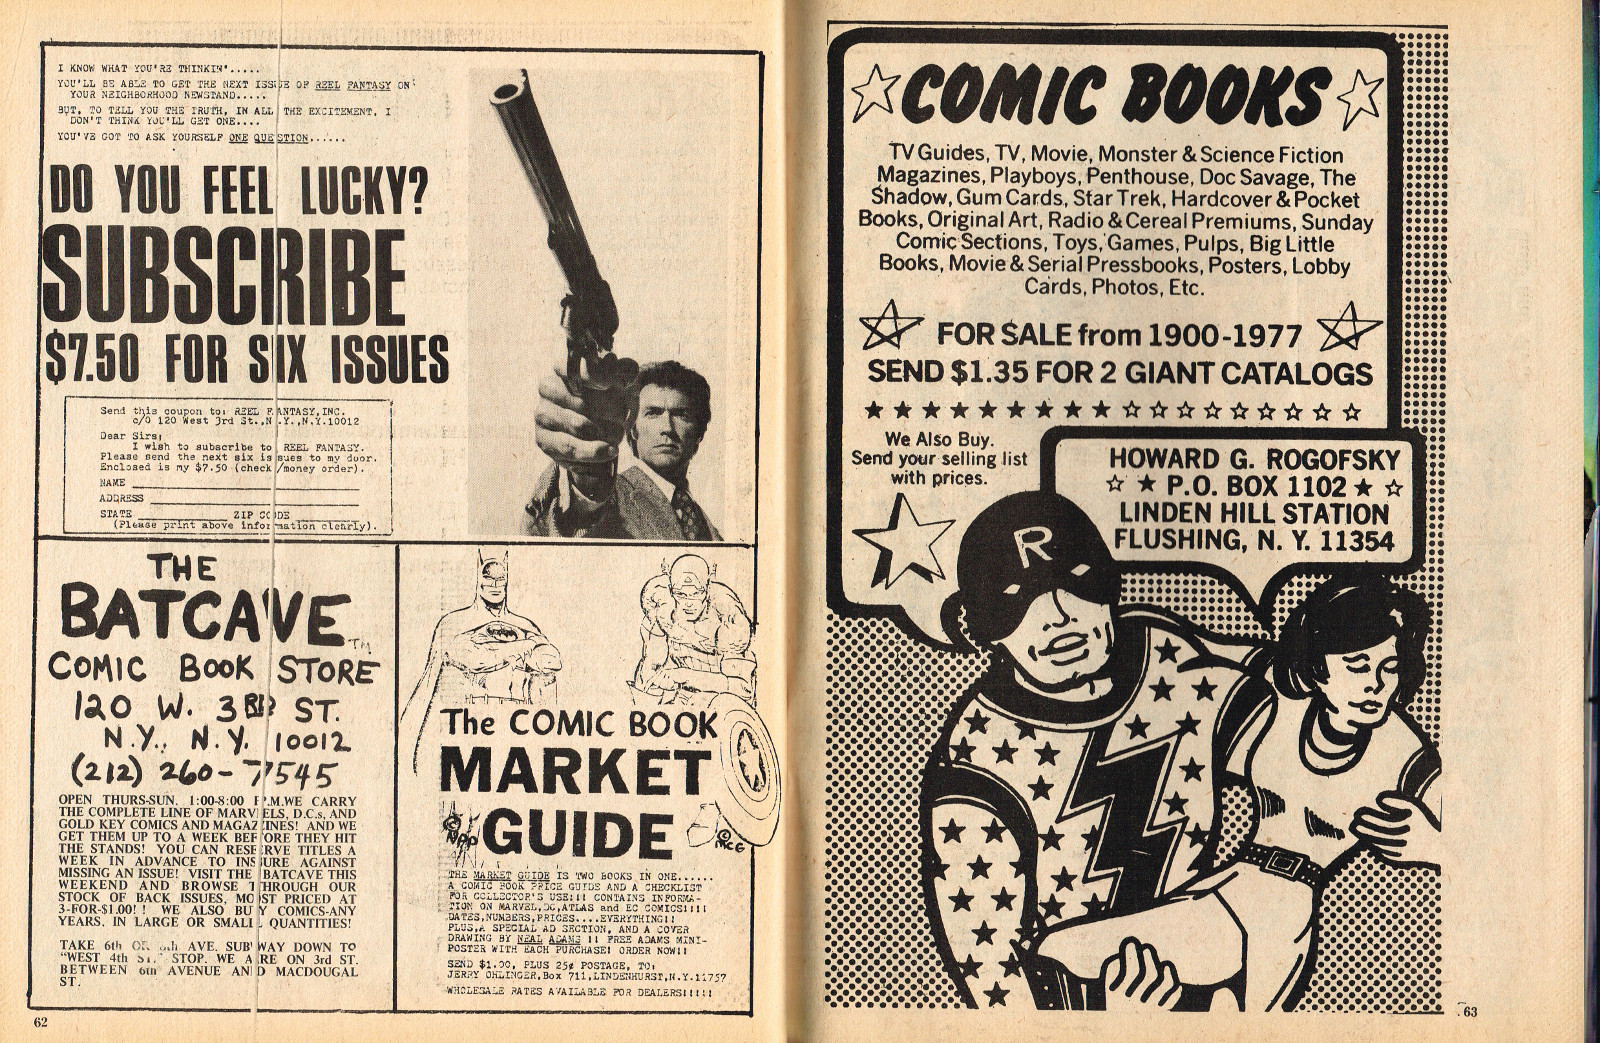 I KNOW WHAT YOU'RE THINKIN'.....
YOU'LL BE ABLE TO GET THE NEXT ISSUE OF REEL FANTASY ON
YOUR NEIGHBORHOOD NEWSTAND.....
BUT, TO TELL YOU THE TRUTH, IN ALL THE EXCITEMENT, I
DON'T THINK YOU'LL GET ONE....
YOU'VE GOT TO ASK YOURSELF ONE QUESTION......
DO YOU FEEL LUCKY?
SUBSCRIBE
$7.50 FOR SIX ISSUES
Send this coupon to: REEL FANTASY, INC.
c/o 120 West 3rd St.,N.Y.,N.Y.10012
Dear Sirs:
I wish to subscribe to REEL FANTASY.
Please send the next six issues to my door.
Enclosed is my $7.50 (check /money order).
NAME
ADDRESS
STATE ZIP CODE
(Please print above information clearly).
THE
BATCAVE TM
COMIC BOOK STORE
120 W. 3RD ST.
N.Y., N.Y. 10012
(212) 260-7545
OPEN THURS-SUN. 1:00-8:00 P.M.WE CARRY
THE COMPLETE LINE OF MARVELS, D.C.s, AND
GOLD KEY COMICS AND MAGAZINES! AND WE
GET THEM UP TO A WEEK BEFORE THEY HIT
THE STANDS! YOU CAN RESERVE TITLES A
WEEK IN ADVANCE TO INSURE AGAINST
MISSING AN ISSUE! VISIT THE BATCAVE THIS
WEEKEND AND BROWSE THROUGH OUR
STOCK OF BACK ISSUES, MOST PRICED AT
3-FOR-$1.00!! WE ALSO BUY COMICS-ANY
YEARS, IN LARGE OR SMALL QUANTITIES!
TAKE 6th OR AVE. SUBWAY DOWN TO
"WEST 4th ST." STOP. WE ARE ON 3rd ST.
BETWEEN 6th AVENUE AND MACDOUGAL
ST.
The COMIC BOOK
MARKET
GUIDE
THE MARKET GUIDE IS TWO BOOKS IN ONE......
A COMIC BOOK PRICE GUIDE AND A CHECKLIST
FOR COLLECTOR'S USE!!! CONTAINS INFORMA-
TION ON MARVEL,DC,ATLAS and EC COMICS!!!!
DATES,NUMBERS,PRICES....EVERYTHING!!
PLUS,A SPECIAL AD SECTION, AND A COVER
DRAWING BY NEAL ADAMS !! FREE ADAMS MINI-
POSTER WITH EACH PURCHASE! ORDER NOW!!
SEND $1.00, PLUS 25¢ POSTAGE, TO:
JERRY OHLINGER,Box 711,LINDENHURST,N.Y.11757
WHOLESALE RATES AVAILABLE FOR DEALERS!!!!!
62
COMIC BOOKS
TV Guides, TV, Movie, Monster & Science Fiction
Magazines, Playboys, Penthouse, Doc Savage, The
Shadow, Gum Cards, Star Trek, Hardcover & Pocket
Books, Original Art, Radio & Cereal Premiums, Sunday
Comic Sections, Toys, Games, Pulps, Big Little
Books, Movie & Serial Pressbooks, Posters, Lobby
Cards, Photos, Etc.
FOR SALE from 1900-1977
SEND $1.35 FOR 2 GIANT CATALOGS
We Also Buy.
Send your selling list
with prices.
HOWARD G. ROGOFSKY
P.O. BOX 1102
LINDEN HILL STATION
FLUSHING, N. Y. 11354
R
63